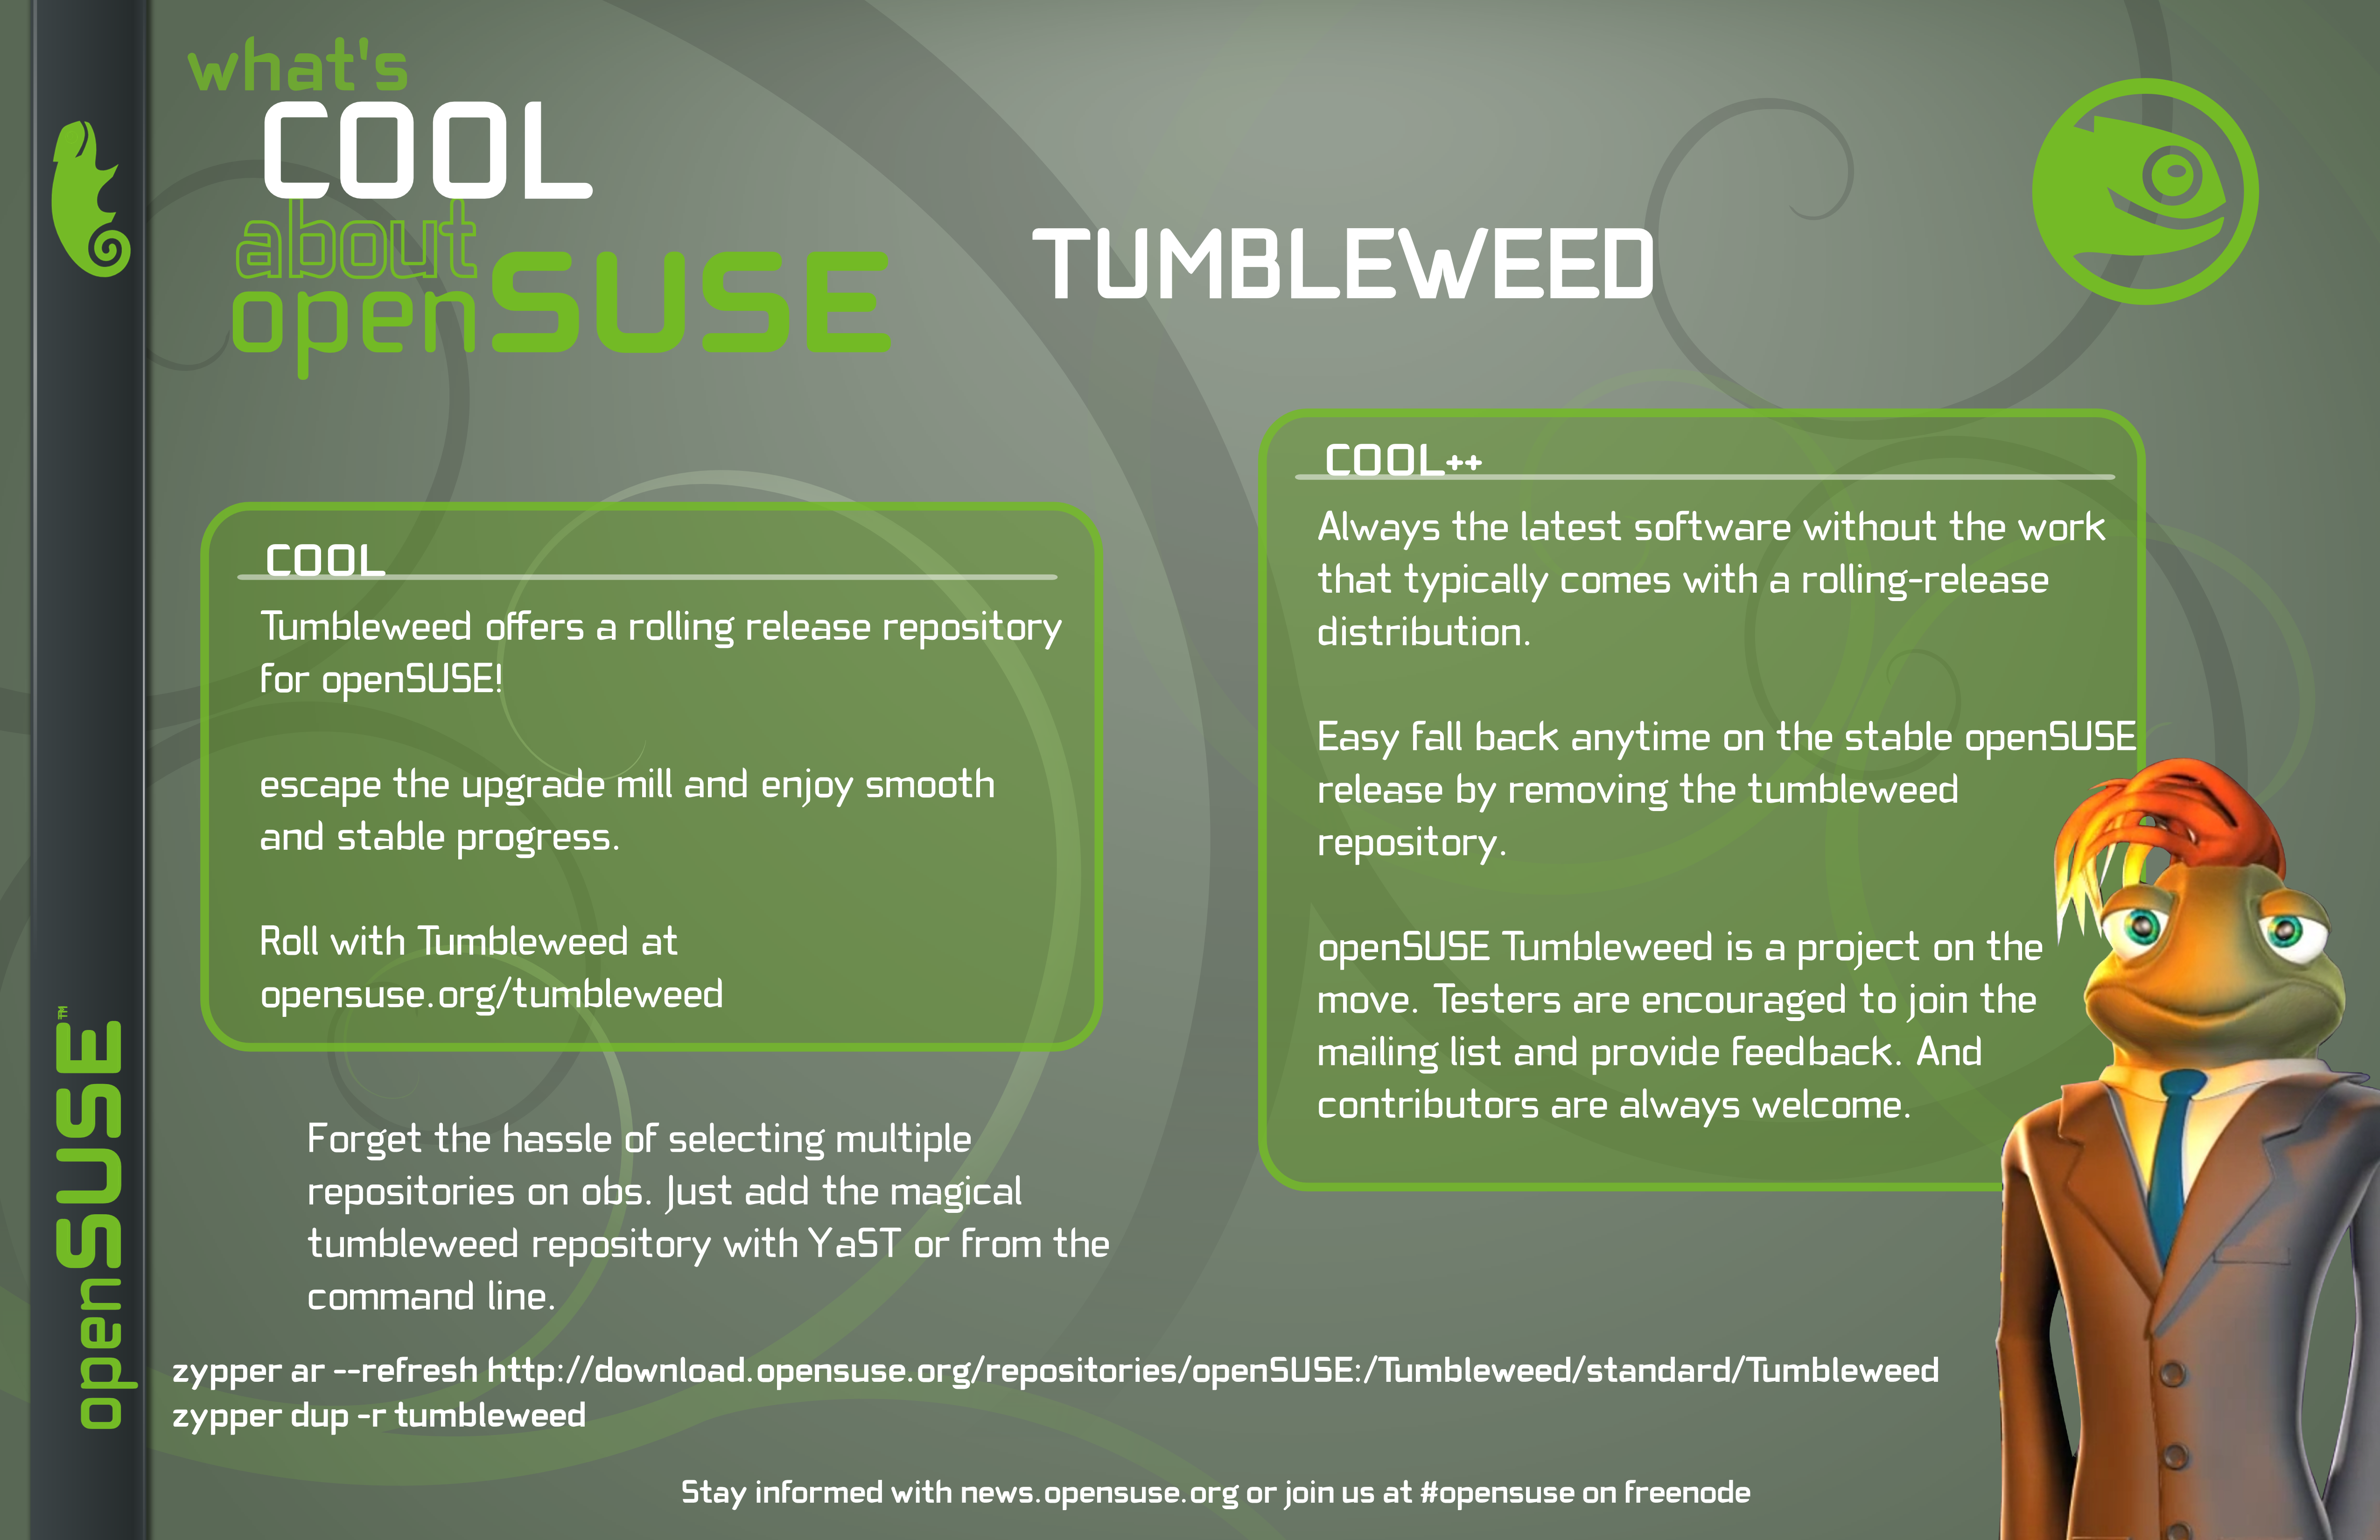 what's
COOL
about
openSUSE
TUMBLEWEED
COOL
Tumbleweed offers a rolling release repository
for openSUSE!
escape the upgrade mill and enjoy smooth
and stable progress.
Roll with Tumbleweed at
opensuse.org/tumbleweed
COOL++
Always the latest software without the work
that typically comes with a rolling-release
distribution.
Easy fall back anytime on the stable openSUSE
release by removing the tumbleweed
repository.
openSUSE Tumbleweed is a project on the
move. Testers are encouraged to join the
mailing list and provide feedback. And
contributors are always welcome.
Forget the hassle of selecting multiple
repositories on obs. Just add the magical
tumbleweed repository with YaST or from the
command line.
zypper ar --refresh http://download.opensuse.org/repositories/openSUSE:/Tumbleweed/standard/Tumbleweed
zypper dup -r tumbleweed
Stay informed with news.opensuse.org or join us at #opensuse on freenode
openSUSE™